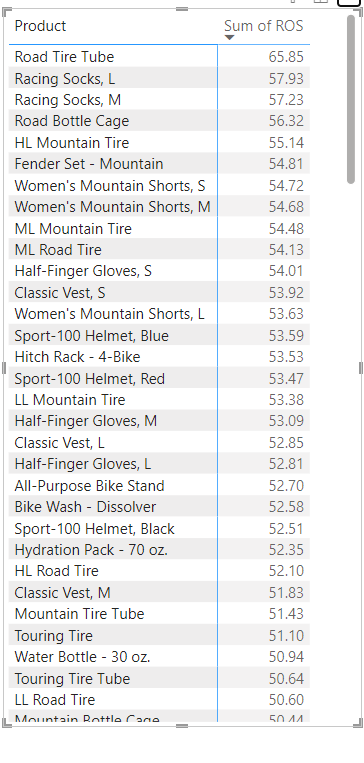 Product Sum of ROS
Road Tire Tube 65.85
Racing Socks, L 57.93
Racing Socks, M 57.23
Road Bottle Cage 56.32
HL Mountain Tire 55.14
Fender Set - Mountain 54.81
Women's Mountain Shorts, S 54.72
Women's Mountain Shorts, M 54.68
ML Mountain Tire 54.48
ML Road Tire 54.13
Half-Finger Gloves, S 54.01
Classic Vest, S 53.92
Women's Mountain Shorts, L 53.63
Sport-100 Helmet, Blue 53.59
Hitch Rack - 4-Bike 53.53
Sport-100 Helmet, Red 53.47
LL Mountain Tire 53.38
Half-Finger Gloves, M 53.09
Classic Vest, L 52.85
Half-Finger Gloves, L 52.81
All-Purpose Bike Stand 52.70
Bike Wash - Dissolver 52.58
Sport-100 Helmet, Black 52.51
Hydration Pack - 70 oz. 52.35
HL Road Tire 52.10
Classic Vest, M 51.83
Mountain Tire Tube 51.43
Touring Tire 51.10
Water Bottle - 30 oz. 50.94
Touring Tire Tube 50.64
LL Road Tire 50.60
Mountain Bottle Cage 50.44